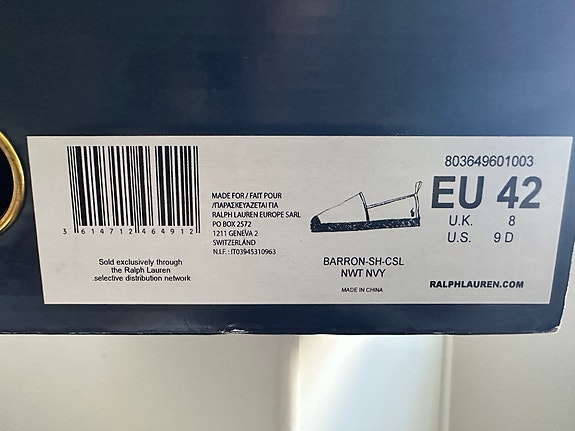 3 614712 464912
Sold exclusively through
the Ralph Lauren
.selective distribution network
MADE FOR / FAIT POUR
/ΠΑΡΑΣΚΕΥΑΖΕΤΑΙ ΓΙΑ
RALPH LAUREN EUROPE SARL
PO BOX 2572
1211 GENEVA 2
SWITZERLAND
N.I.F. : IT03945310963
BARRON-SH-CSL
NWT NVY
MADE IN CHINA
803649601003
EU 42
U.K. 8
U.S. 9 D
RALPHLAUREN.COM